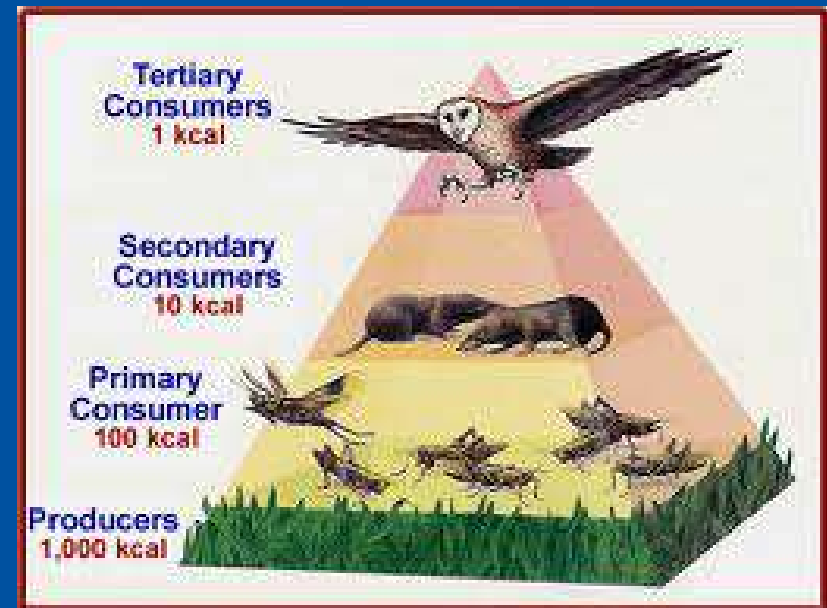 Tertiary
Consumers
1 kcal
Secondary
Consumers
10 kcal
Primary
Consumer
100 kcal
Producers
1,000 kcal